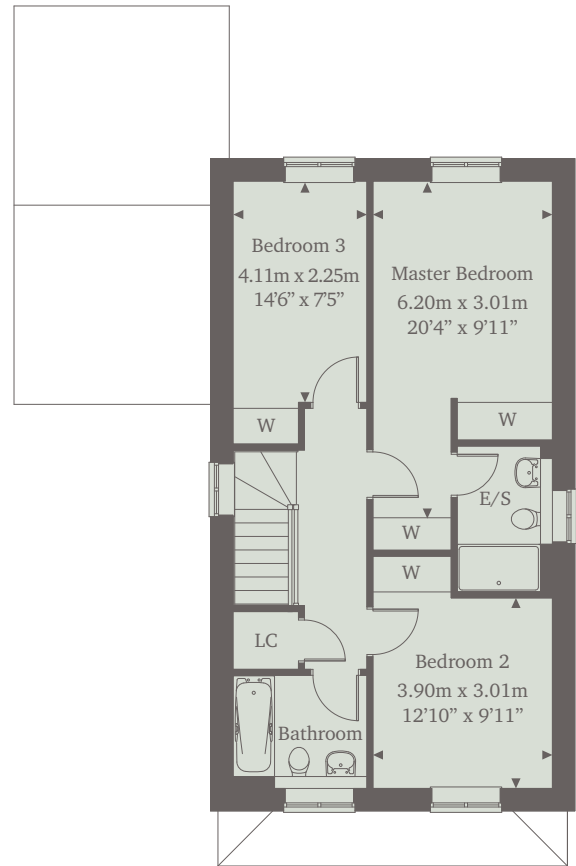 Bedroom 3
4.11m x 2.25m
14’6” x 7’5”
Master Bedroom
6.20m x 3.01m
20’4” x 9’11”
W
W
E/S
W
W
LC
Bedroom 2
3.90m x 3.01m
12’10” x 9’11”
Bathroom